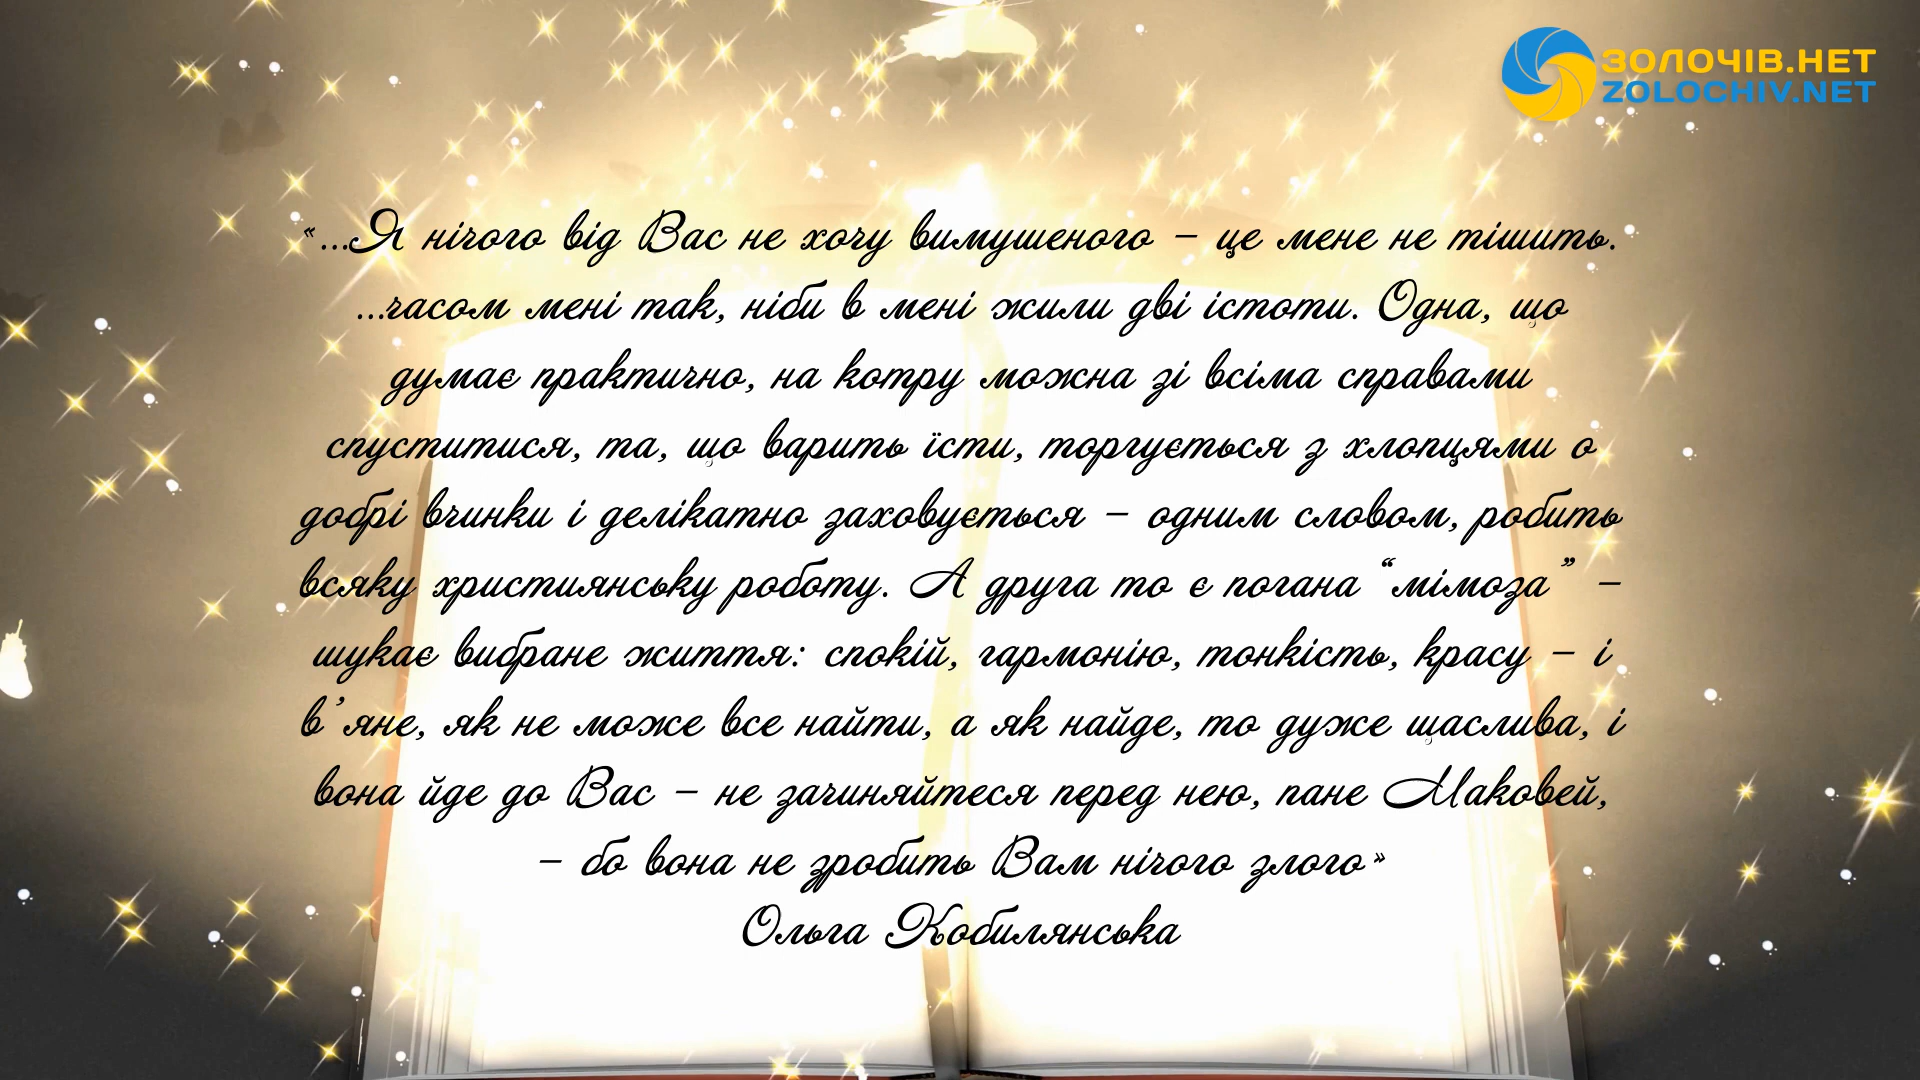 ЗОЛОЧІВ.НЕТ
ZOLOCHIV.NET
«...Я нічого від Вас не хочу вимушеного – це мене не тішить.
...часом мені так, ніби в мені жили дві істоти. Одна, що
думає практично, на котру можна зі всіма справами
спуститися, та, що варить їсти, торгується з хлопцями о
добрі вчинки і делікатно заховується – одним словом, робить
всяку християнську роботу. А друга то є погана “мімоза” –
шукає вибране життя: спокій, гармонію, тонкість, красу – і
в’яне, як не може все найти, а як найде, то дуже щаслива, і
вона йде до Вас – не зачиняйтеся перед нею, пане Маковей,
– бо вона не зробить Вам нічого злого»
Ольга Кобилянська